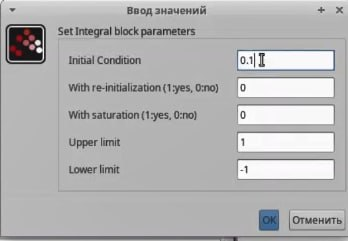 Ввод значений
Set Integral block parameters
Initial Condition 0.1
With re-initialization (1:yes, 0:no) 0
With saturation (1:yes, 0:no) 0
Upper limit 1
Lower limit -1
OK Отменить